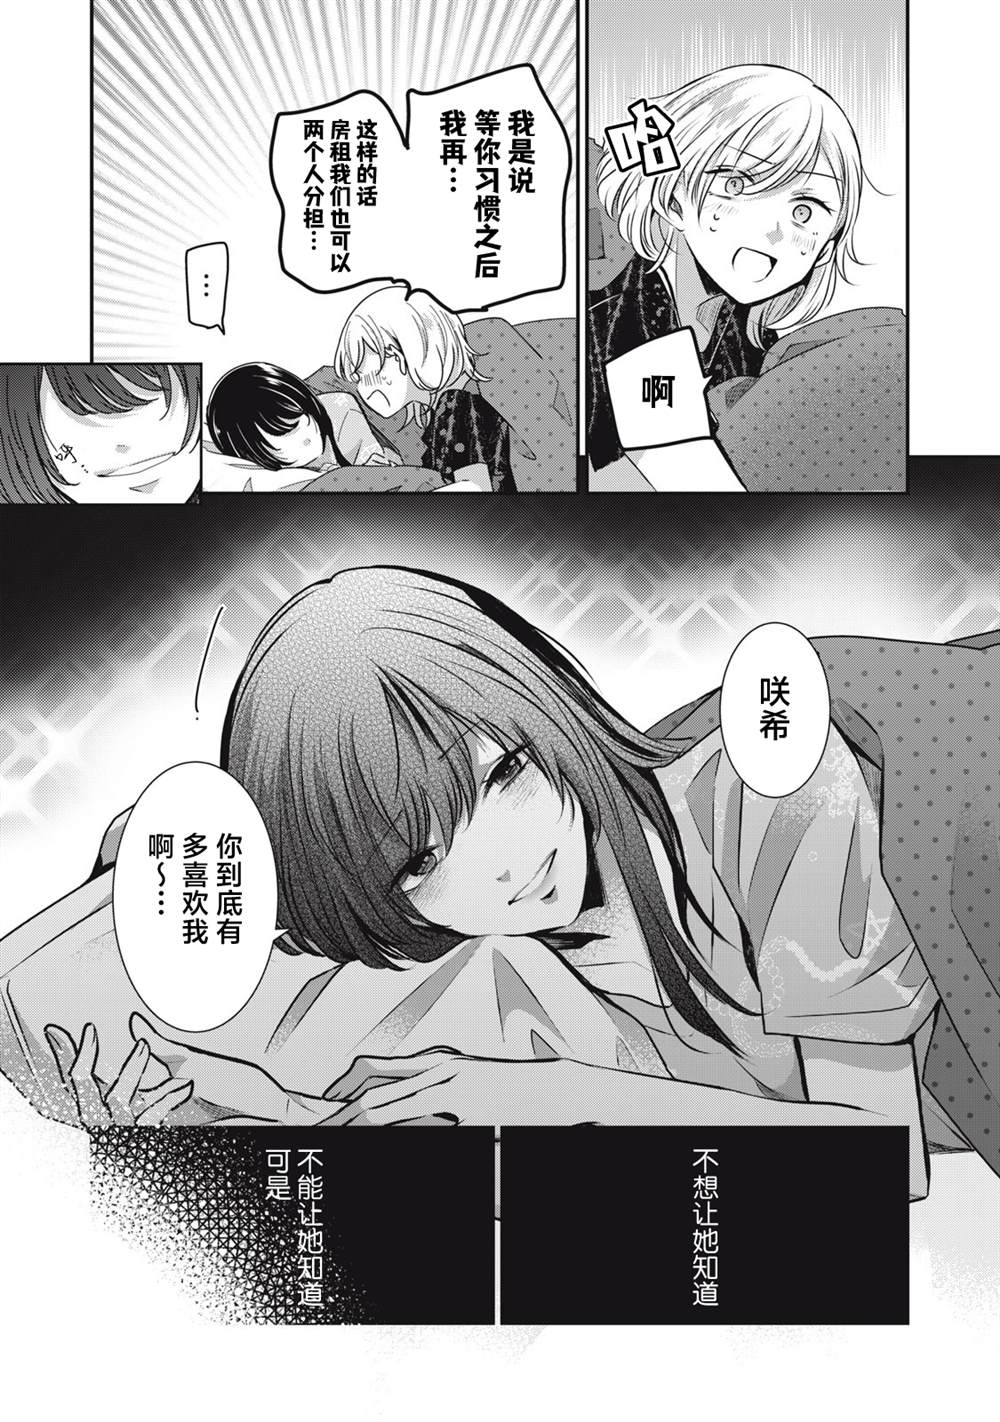 哈
啊
我是说
等你习惯之后
我再…
这样的话
房租我们也可以
两个人分担…
…
呼…
咲希
你到底有
多喜欢我
啊～…
不想让她知道
不能让她知道
可是